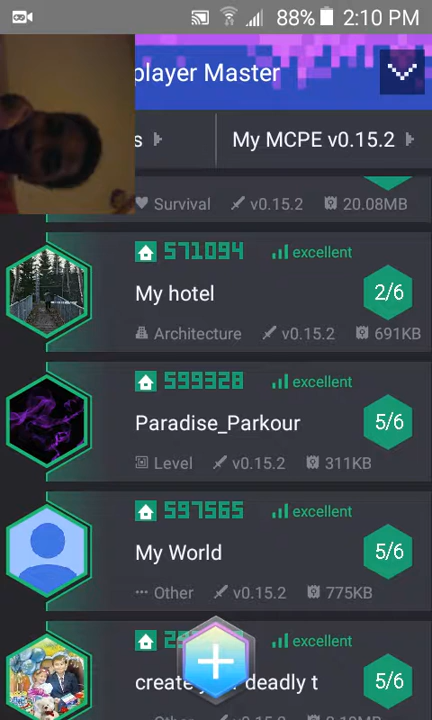 88% 2:10 PM
player Master
s My MCPE v0.15.2
Survival v0.15.2 20.08MB
571094 excellent
My hotel 2/6
Architecture v0.15.2 691KB
599328 excellent
Paradise_Parkour 5/6
Level v0.15.2 311KB
597565 excellent
My World 5/6
Other v0.15.2 775KB
excellent
create deadly t 5/6
Other